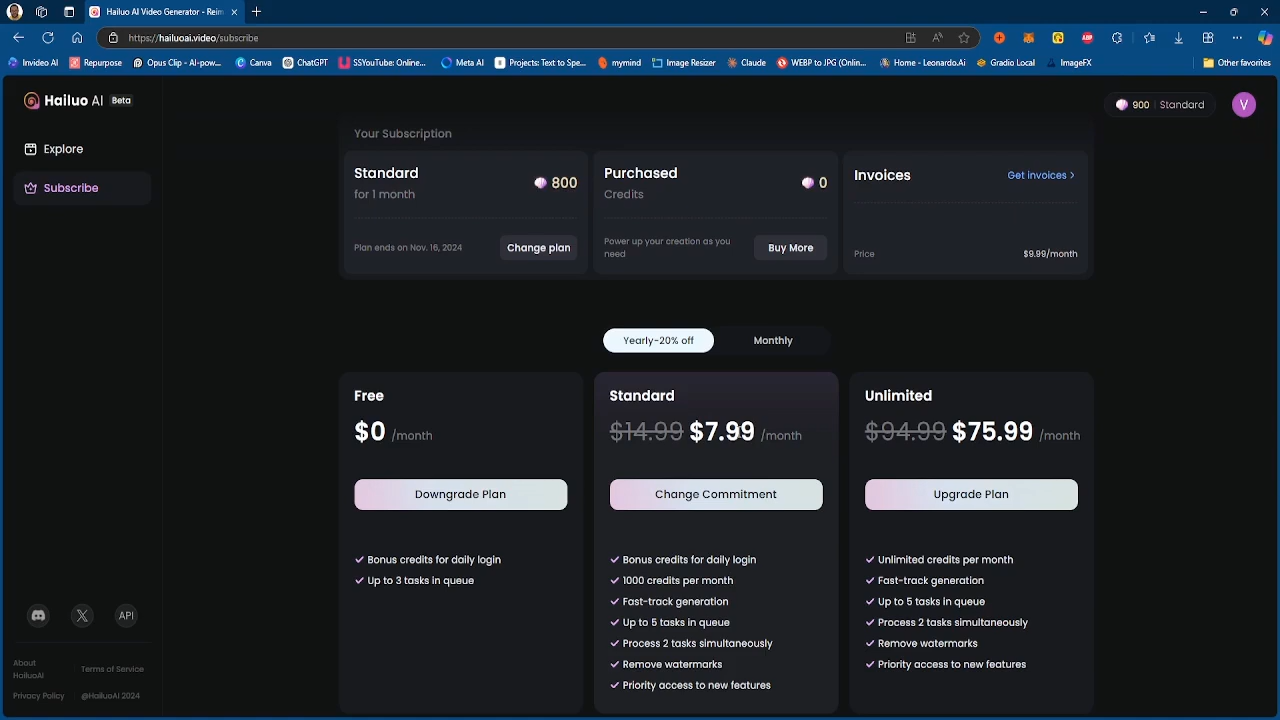 Hailuo AI Video Generator - Rein
https://hailuoai.video/subscribe
Invideo AI
Repurpose
Opus Clip - AI-pow...
Canva
ChatGPT
SSYouTube: Online...
Meta AI
Projects: Text to Spe...
mymind
Image Resizer
Claude
WEBP to JPG (Onlin...
Home - Leonardo.Ai
Gradio Local
ImageFX
Other favorites
Hailuo AI Beta
900 | Standard
V
Explore
Subscribe
Your Subscription
Standard
for 1 month
800
Plan ends on Nov. 16, 2024
Change plan
Purchased
Credits
0
Power up your creation as you
need
Buy More
Invoices
Get invoices >
Price
$9.99/month
Yearly-20% off
Monthly
Free
$0 /month
Downgrade Plan
Bonus credits for daily login
Up to 3 tasks in queue
Standard
$14.99 $7.99 /month
Change Commitment
Bonus credits for daily login
1000 credits per month
Fast-track generation
Up to 5 tasks in queue
Process 2 tasks simultaneously
Remove watermarks
Priority access to new features
Unlimited
$94.99 $75.99 /month
Upgrade Plan
Unlimited credits per month
Fast-track generation
Up to 5 tasks in queue
Process 2 tasks simultaneously
Remove watermarks
Priority access to new features
API
About
HailuoAI
Terms of Service
Privacy Policy
@HailuoAI 2024